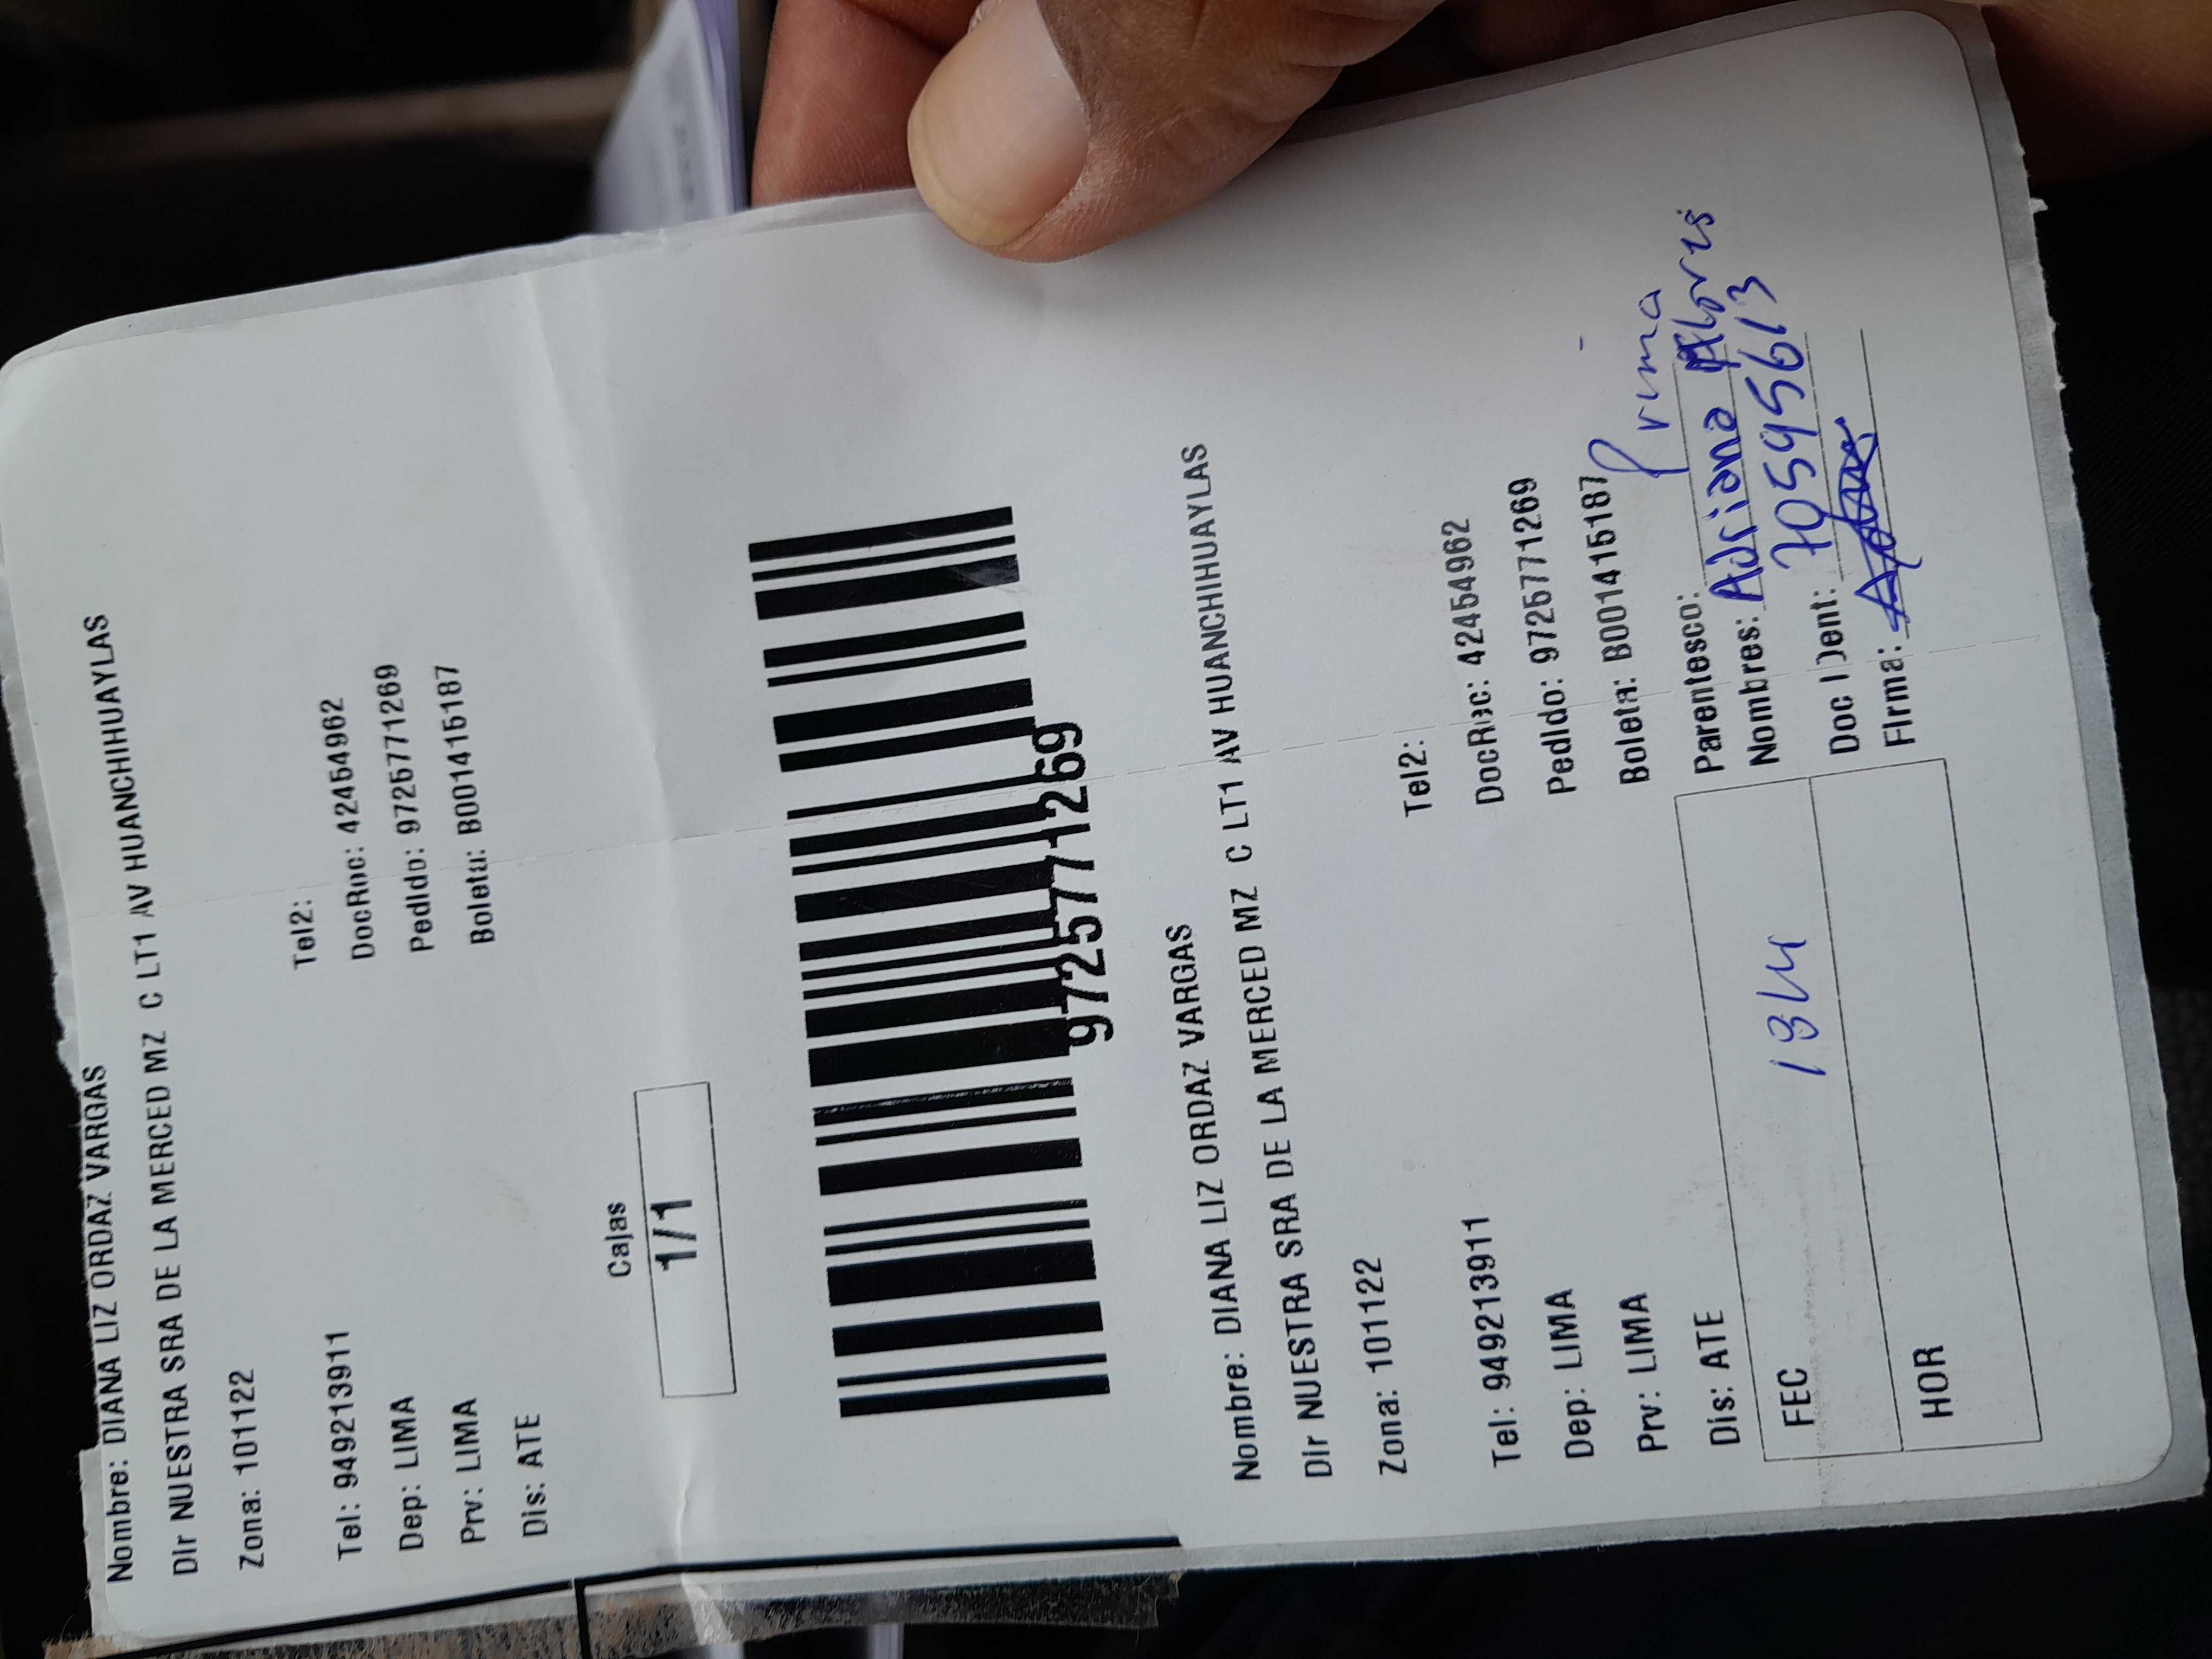 Nombre: DIANA LIZ ORDAZ VARGAS
Dir NUESTRA SRA DE LA MERCED MZ C LT1 AV HUANCHIHUAYLAS
Zona: 101122
Tel: 949213911 Tel2:
Dep: LIMA DocRec: 42454962
Prv: LIMA Pedido: 9725771269
Dis: ATE Boleta: B001415187
Cajas
1/1
9725771269
Nombre: DIANA LIZ ORDAZ VARGAS
Dir NUESTRA SRA DE LA MERCED MZ C LT1 AV HUANCHIHUAYLAS
Zona: 101122
Tel: 949213911 Tel2:
Dep: LIMA DocRec: 42454962
Prv: LIMA Pedido: 9725771269
Dis: ATE Boleta: B001415187
Parentesco: Prima
FEC Nombres: Adriana
Doc Ident: 70595613
HOR Firma: